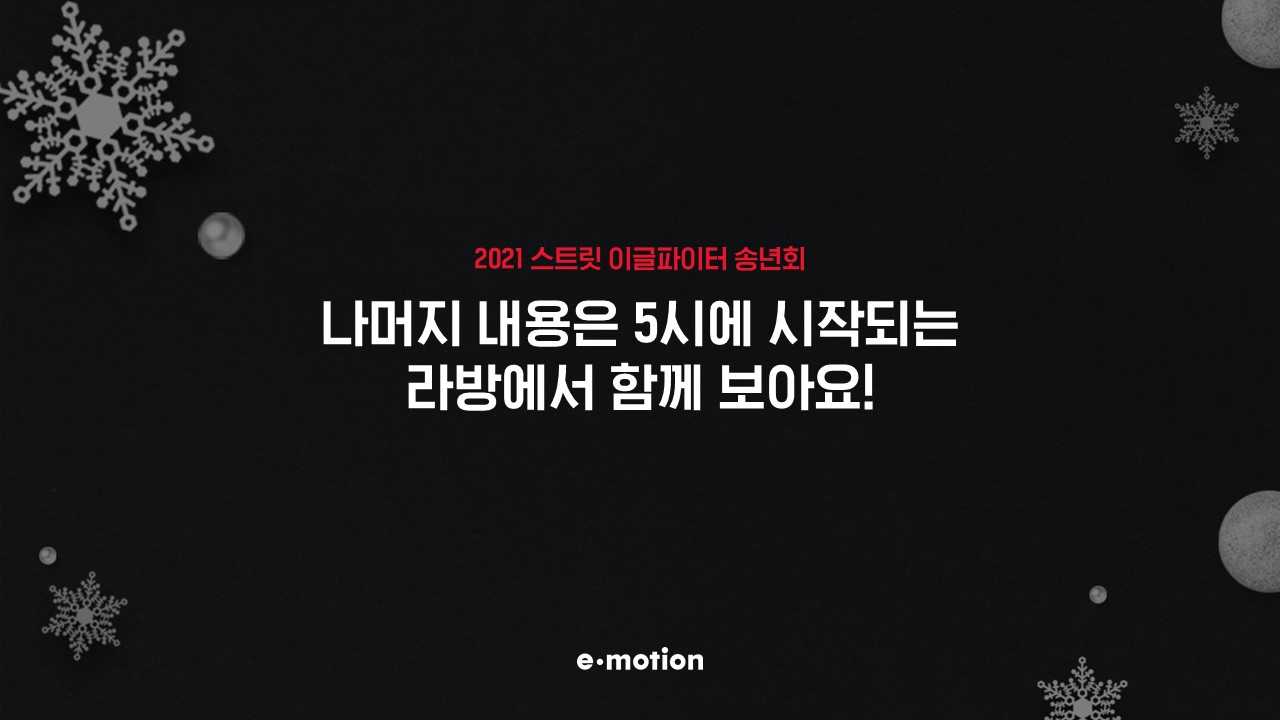 2021 스트릿 이글파이터 송년회
나머지 내용은 5시에 시작되는
라방에서 함께 보아요!
e·motion